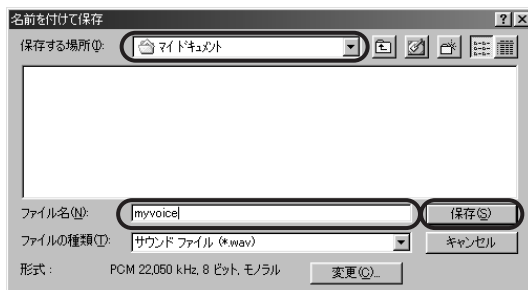 名前を付けて保存
保存する場所(I): マイ ドキュメント
ファイル名(N): myvoice 保存(S)
ファイルの種類(T): サウンド ファイル (*.wav) キャンセル
形式 : PCM 22,050 kHz, 8 ビット, モノラル 変更(C)...